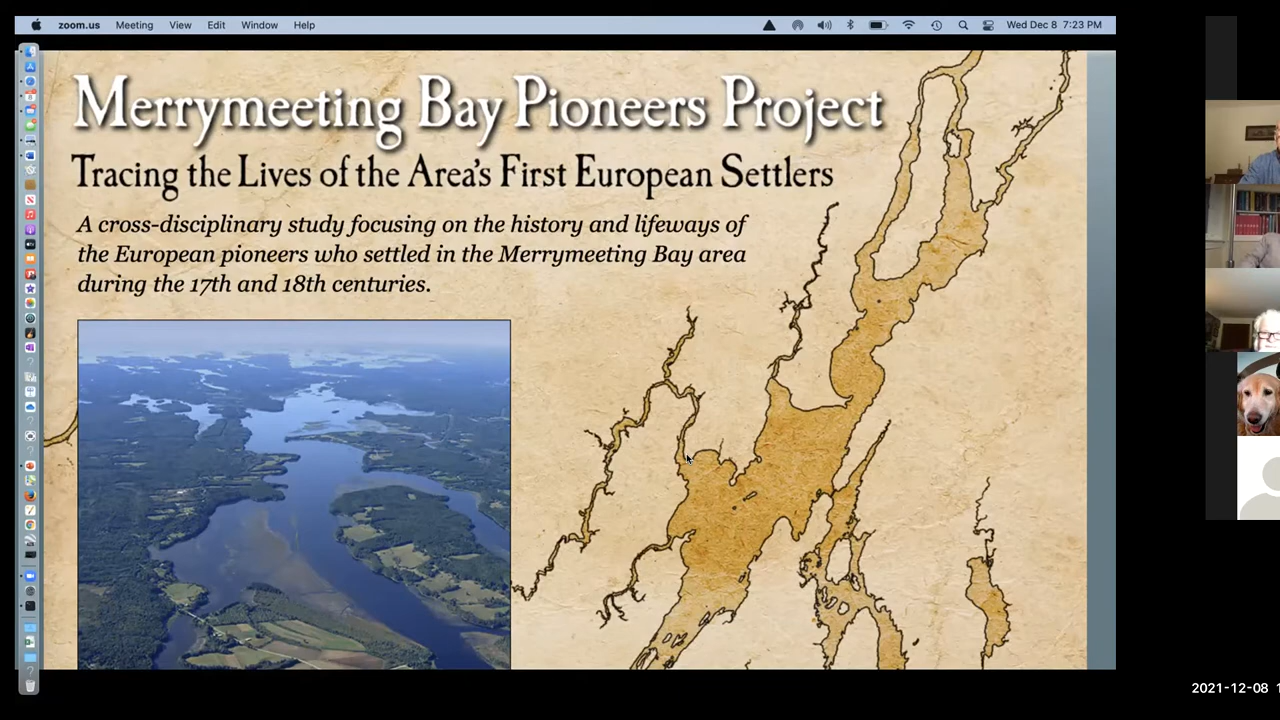 zoom.us Meeting View Edit Window Help Wed Dec 8 7:23 PM
Merrymeeting Bay Pioneers Project
Tracing the Lives of the Area's First European Settlers
A cross-disciplinary study focusing on the history and lifeways of
the European pioneers who settled in the Merrymeeting Bay area
during the 17th and 18th centuries.
2021-12-08 1